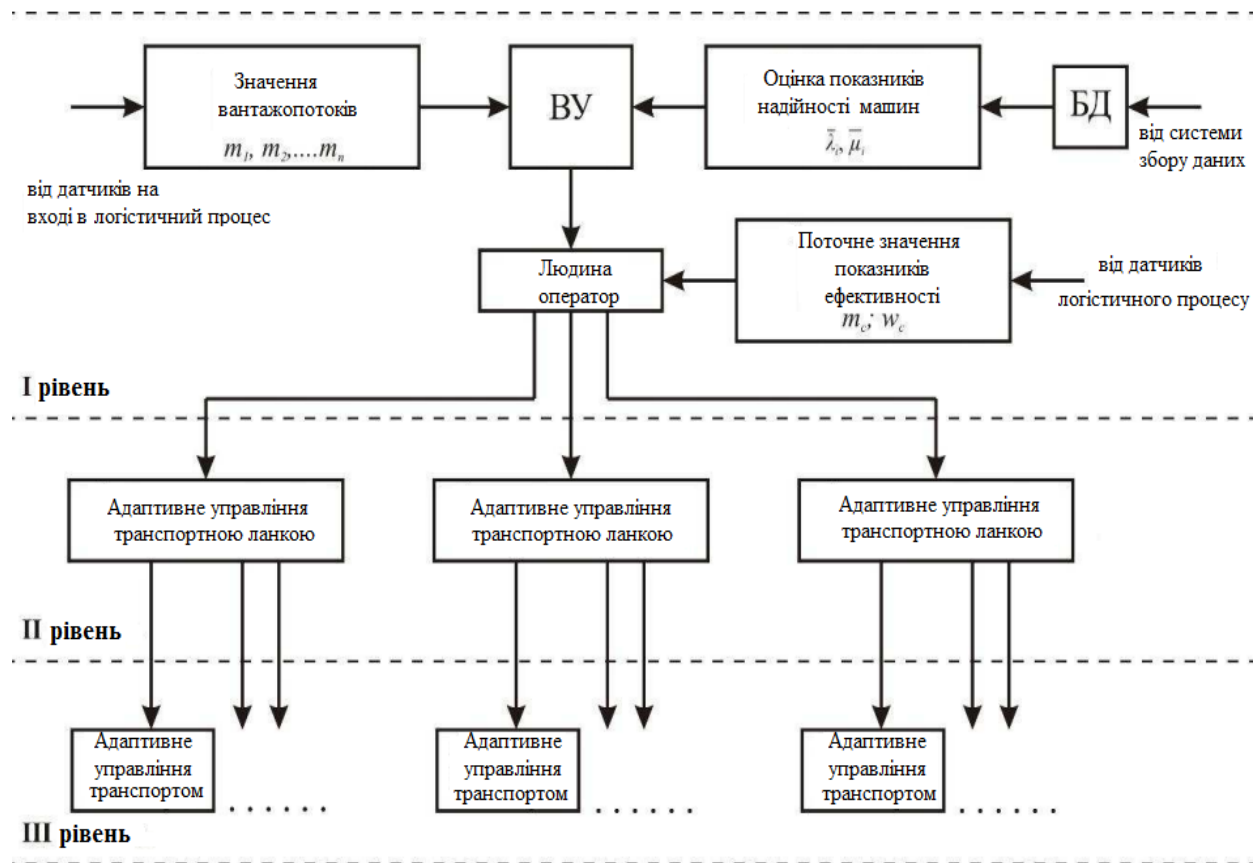 Значення
вантажопотоків
m₁, m₂,....mₙ
ВУ
Оцінка показників
надійності машин
λ̄ᵢ, μ̄ᵢ
БД
від системи
збору даних
від датчиків на
вході в логістичний процес
Людина
оператор
Поточне значення
показників
ефективності
m_c; w_c
від датчиків
логістичного процесу
I рівень
Адаптивне управління
транспортною ланкою
Адаптивне управління
транспортною ланкою
Адаптивне управління
транспортною ланкою
II рівень
Адаптивне
управління
транспортом
. . . . . .
Адаптивне
управління
транспортом
. . . . . .
Адаптивне
управління
транспортом
. . . . . .
III рівень